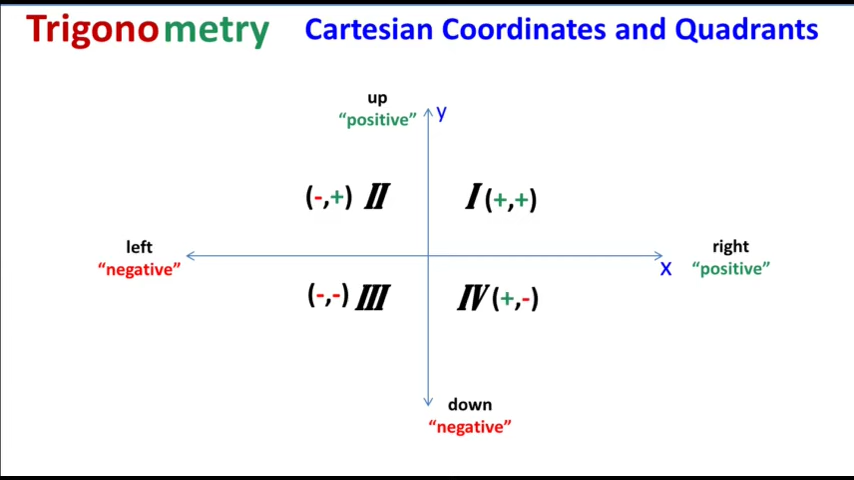 Trigonometry Cartesian Coordinates and Quadrants
up
“positive”
y
(-,+) II I (+,+)
left
“negative”
right
“positive”
x
(-,-) III IV (+,-)
down
“negative”